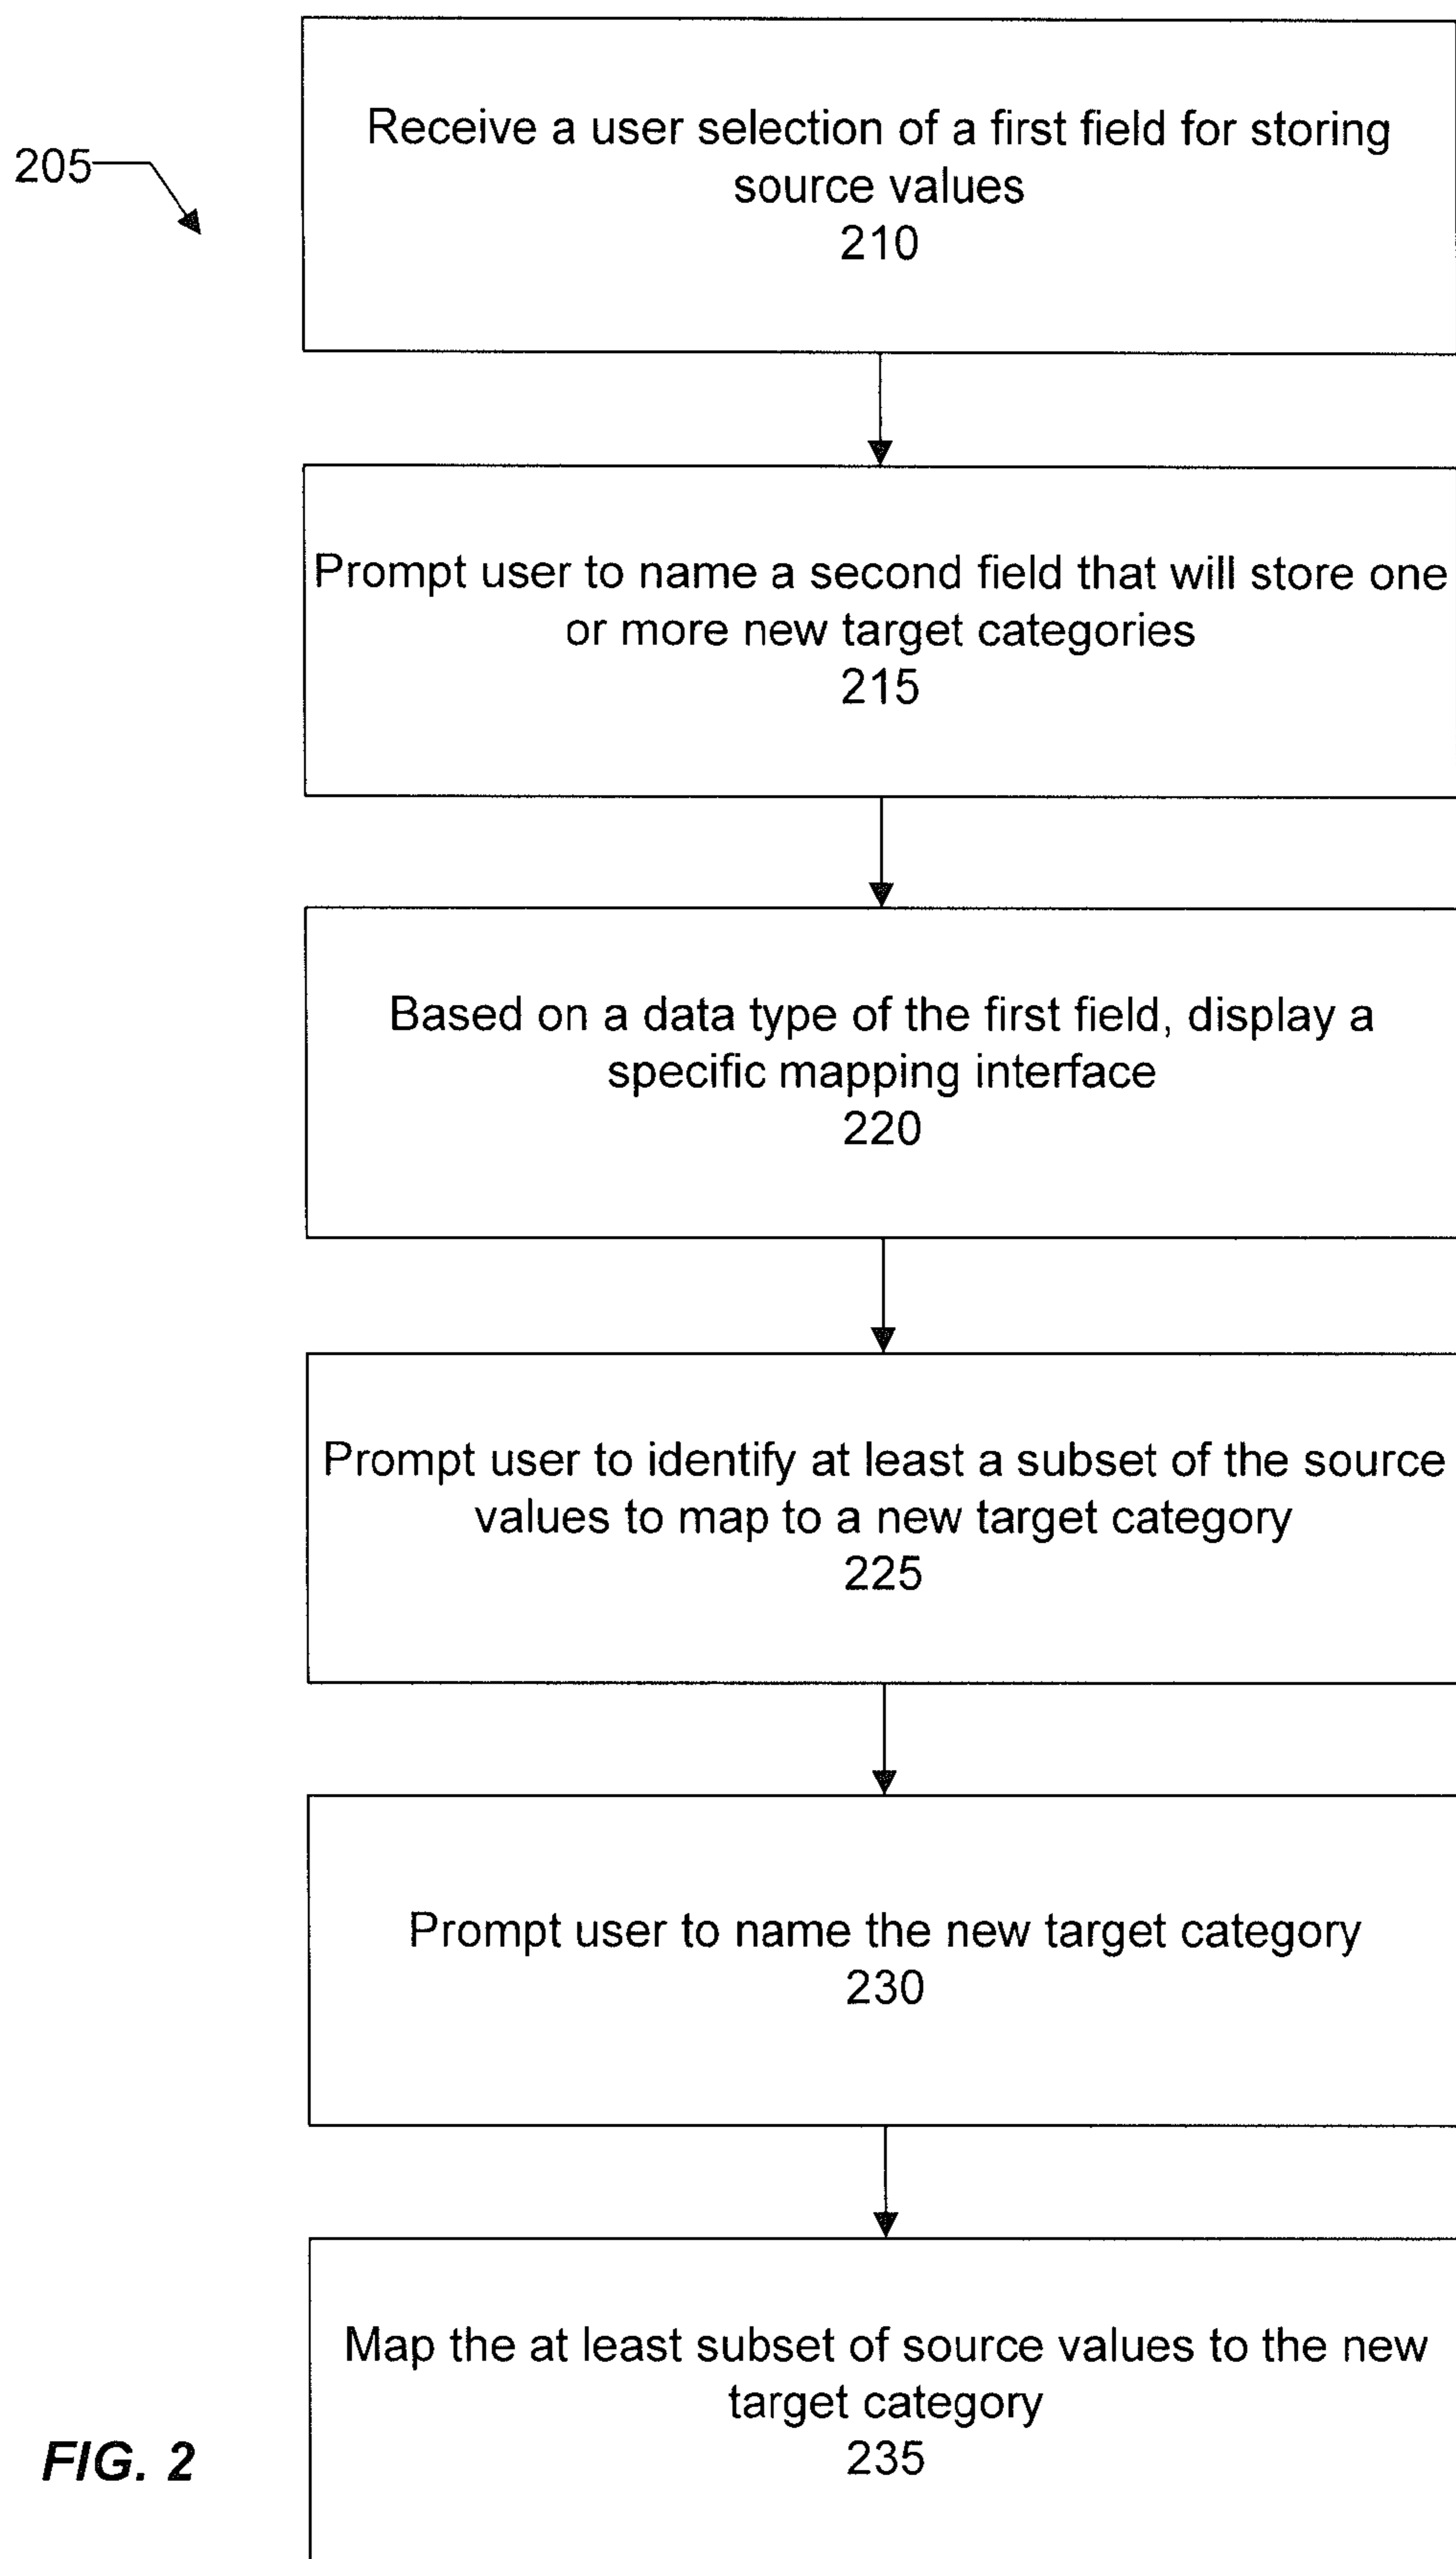 205
Receive a user selection of a first field for storing
source values
210
Prompt user to name a second field that will store one
or more new target categories
215
Based on a data type of the first field, display a
specific mapping interface
220
Prompt user to identify at least a subset of the source
values to map to a new target category
225
Prompt user to name the new target category
230
Map the at least subset of source values to the new
target category
235
FIG. 2